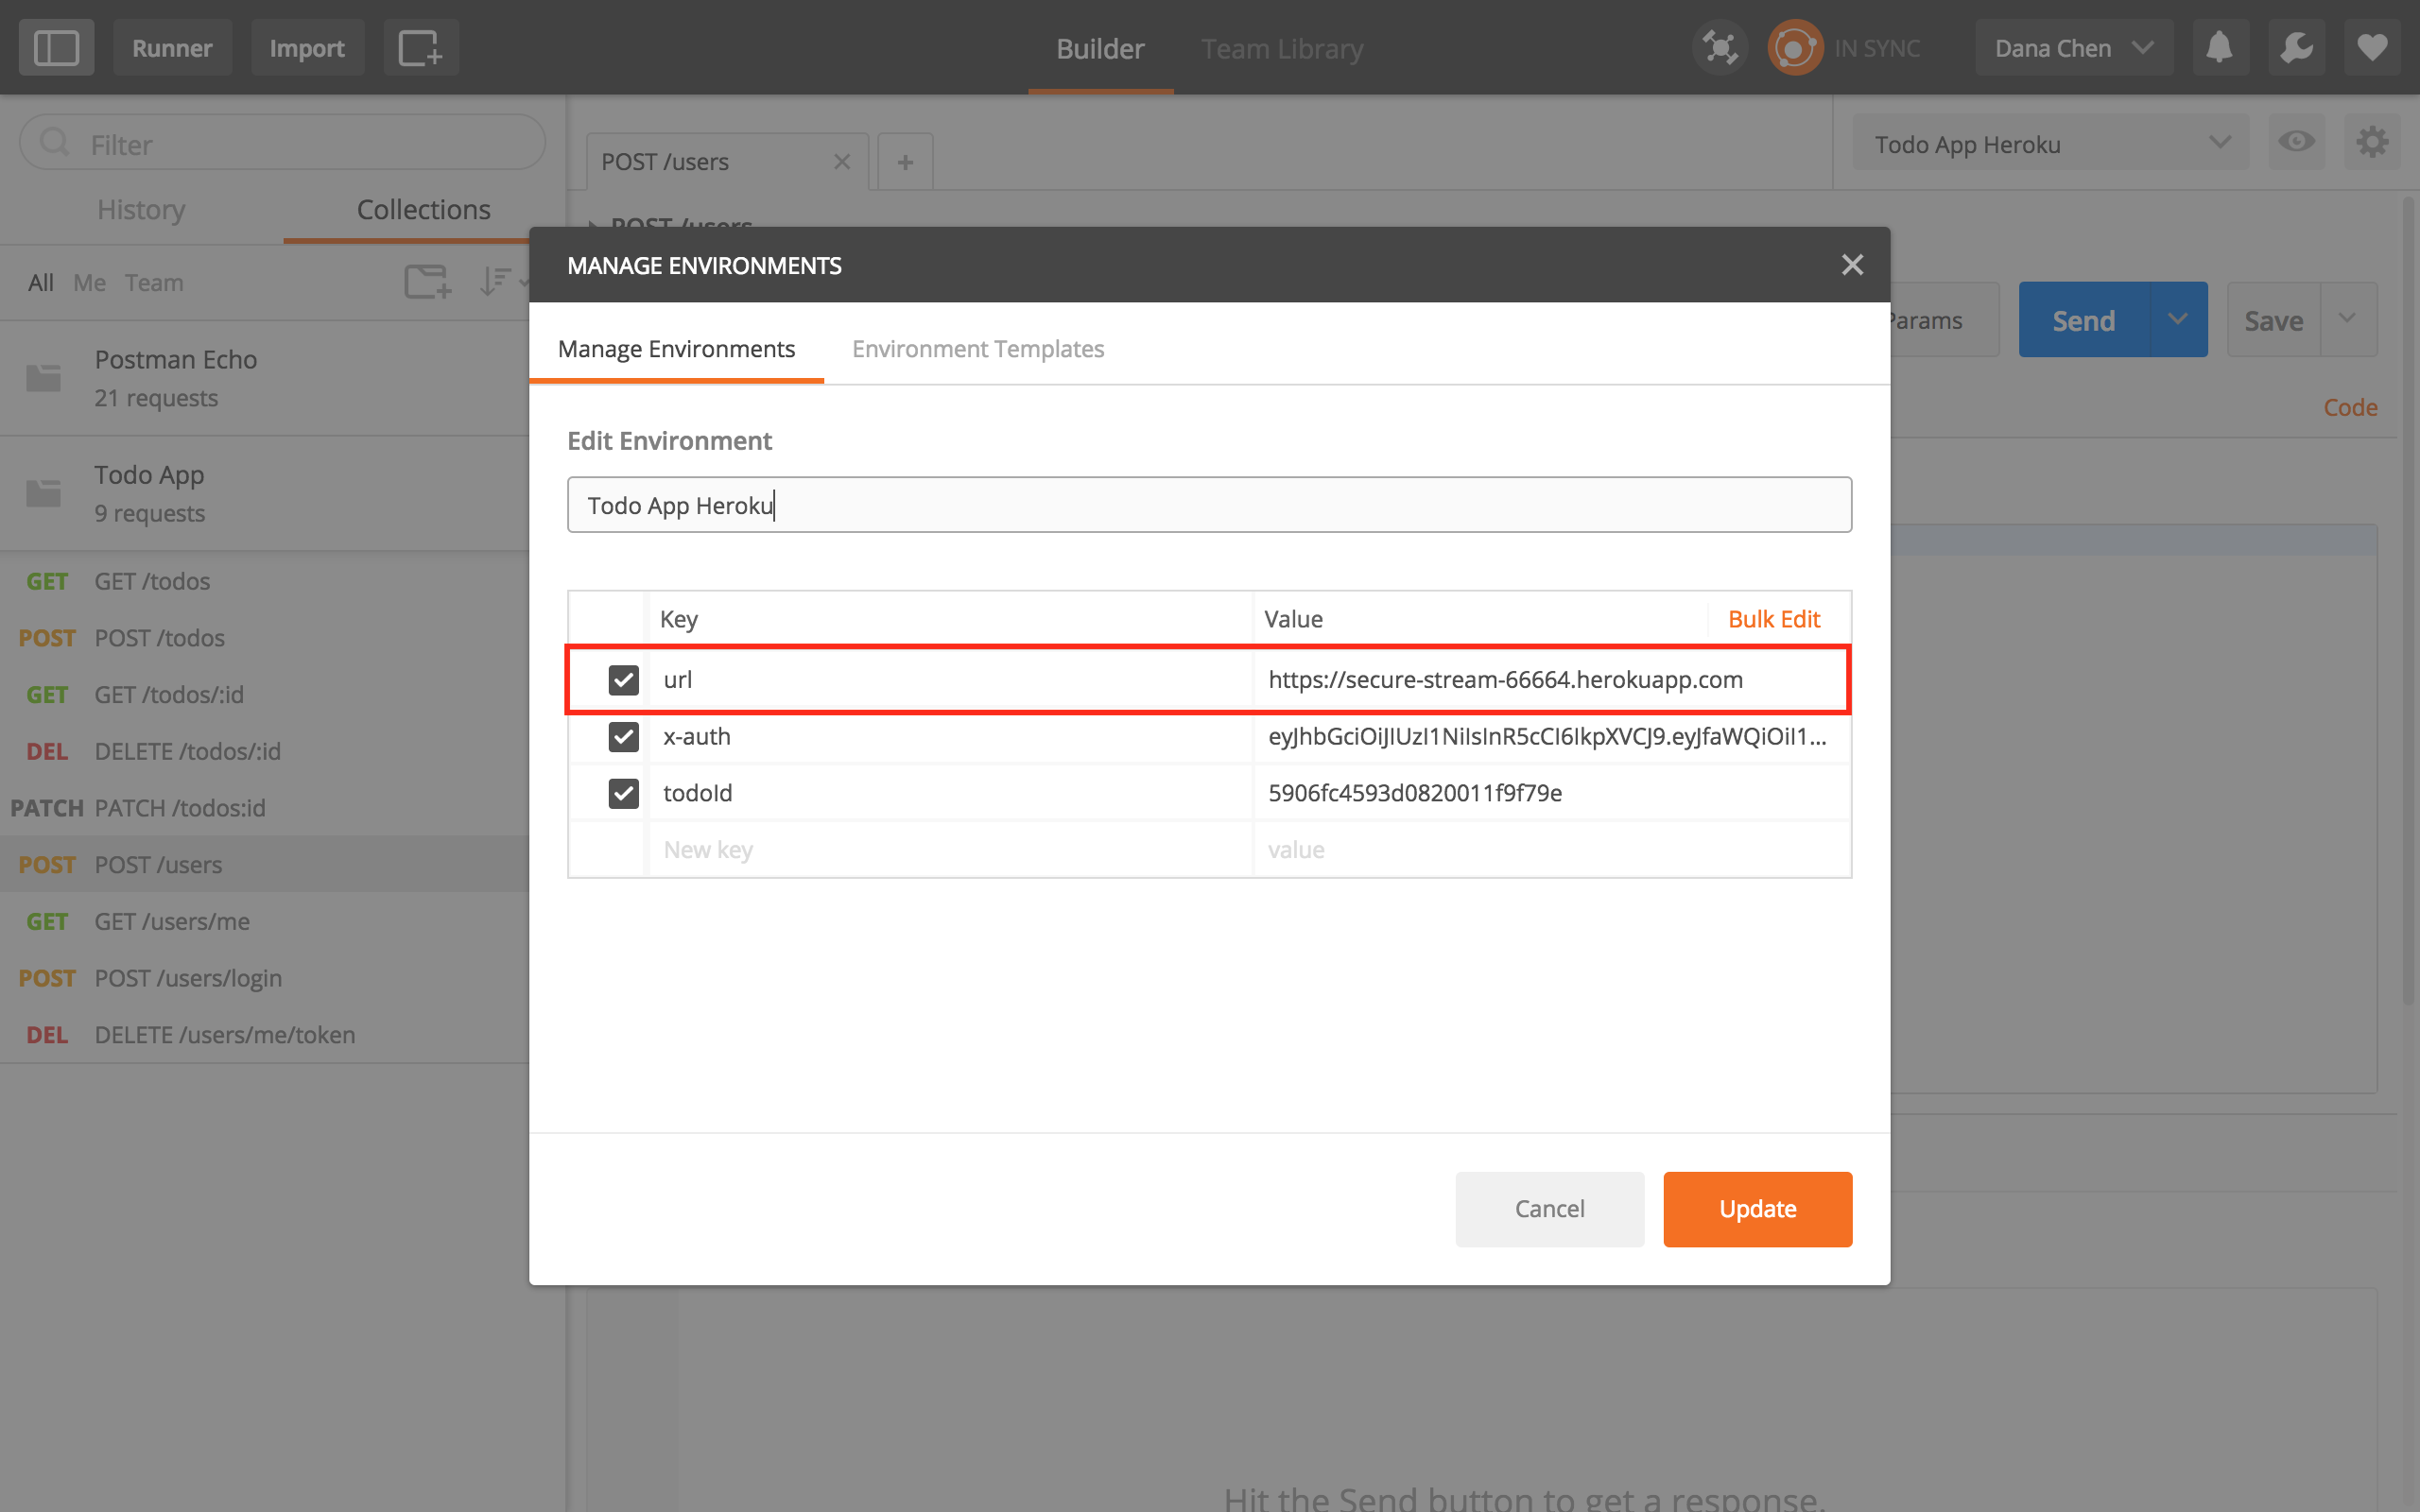 Runner Import Builder Team Library IN SYNC Dana Chen
Filter
POST /users
Todo App Heroku
History Collections
POST /users
All Me Team
MANAGE ENVIRONMENTS
Manage Environments Environment Templates
Params Send Save
Code
Postman Echo
21 requests
Todo App
9 requests
GET GET /todos
POST POST /todos
GET GET /todos/:id
DEL DELETE /todos/:id
PATCH PATCH /todos:id
POST POST /users
GET GET /users/me
POST POST /users/login
DEL DELETE /users/me/token
Edit Environment
Todo App Heroku
Key Value Bulk Edit
url https://secure-stream-66664.herokuapp.com
x-auth eyJhbGciOiJIUzI1NiIsInR5cCI6IkpXVCJ9.eyJfaWQiOiI1...
todoId 5906fc4593d0820011f9f79e
New key value
Cancel Update
Hit the Send button to get a response.